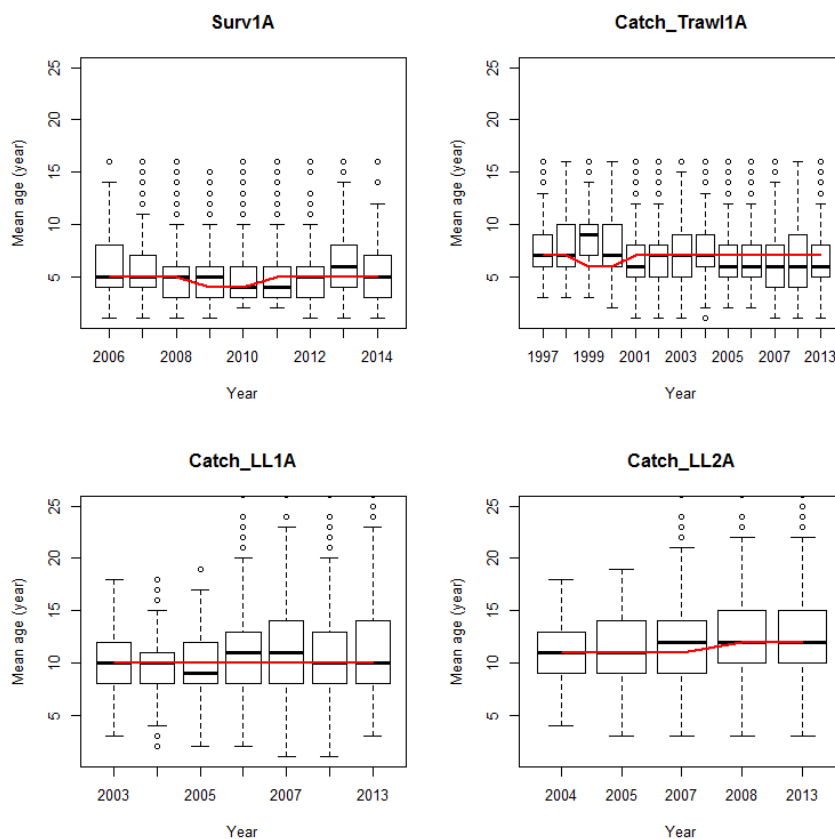 Surv1A
Mean age (year)
25
20
15
10
5
2006 2008 2010 2012 2014
Year
Catch_Trawl1A
Mean age (year)
25
20
15
10
5
1997 1999 2001 2003 2005 2007 2013
Year
Catch_LL1A
Mean age (year)
25
20
15
10
5
2003 2005 2007 2013
Year
Catch_LL2A
Mean age (year)
25
20
15
10
5
2004 2005 2007 2008 2013
Year